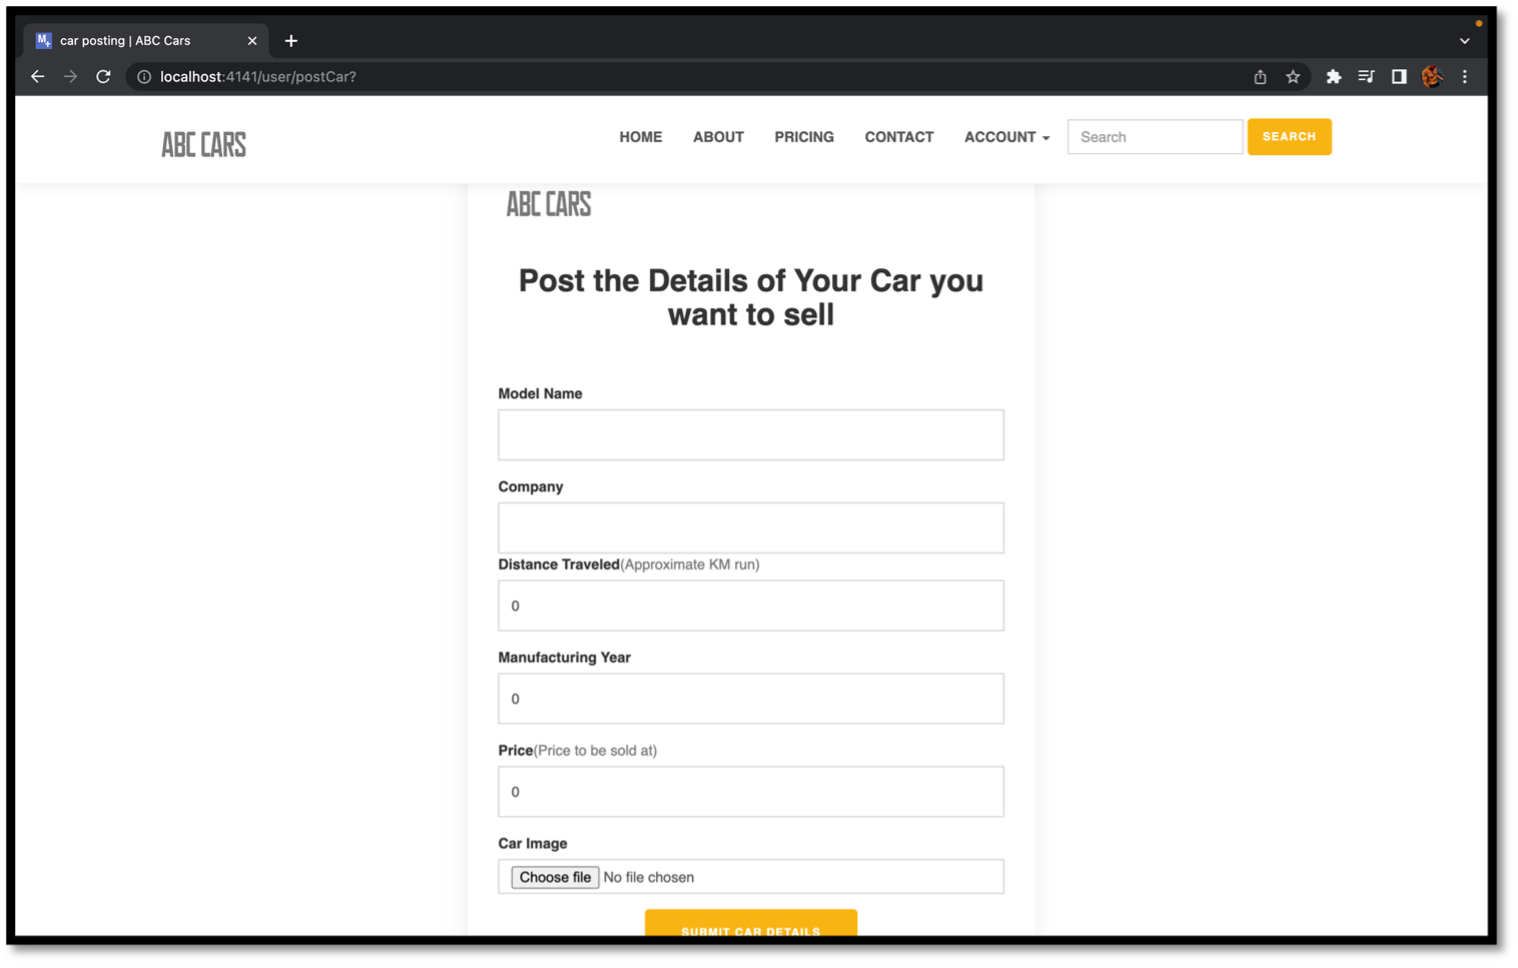 car posting | ABC Cars
localhost:4141/user/postCar?
ABC CARS
HOME ABOUT PRICING CONTACT ACCOUNT Search SEARCH
ABC CARS
Post the Details of Your Car you
want to sell
Model Name
Company
Distance Traveled(Approximate KM run)
0
Manufacturing Year
0
Price(Price to be sold at)
0
Car Image
Choose file No file chosen
SUBMIT CAR DETAILS